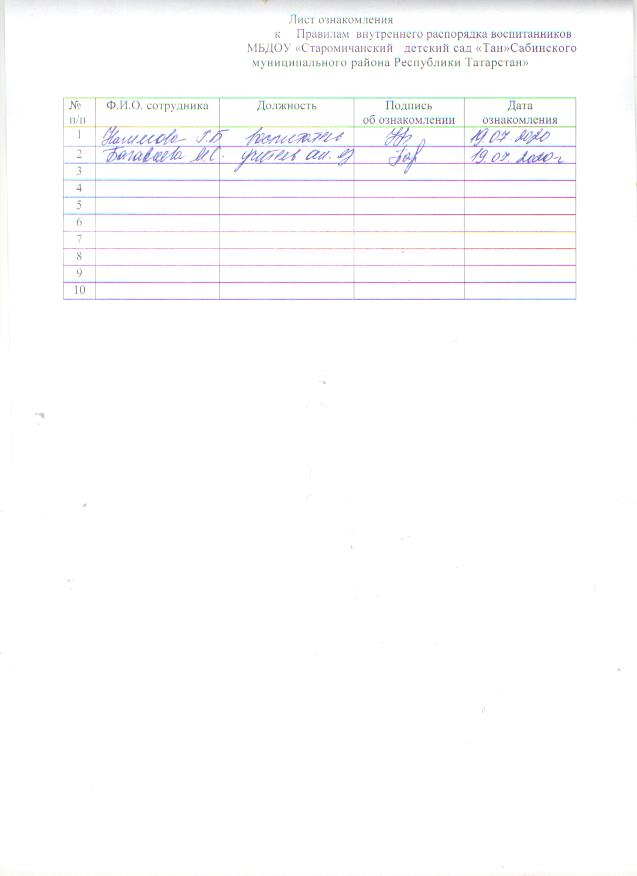 Лист ознакомления
к Правилам внутреннего распорядка воспитанников
МБДОУ «Старомичанский детский сад «Тан»Сабинского
муниципального района Республики Татарстан»
№ п/п Ф.И.О. сотрудника Должность Подпись об ознакомлении Дата ознакомления
1 Г.Б воспитатель 19.07 2020
2 19.07. 2020г
3
4
5
6
7
8
9
10